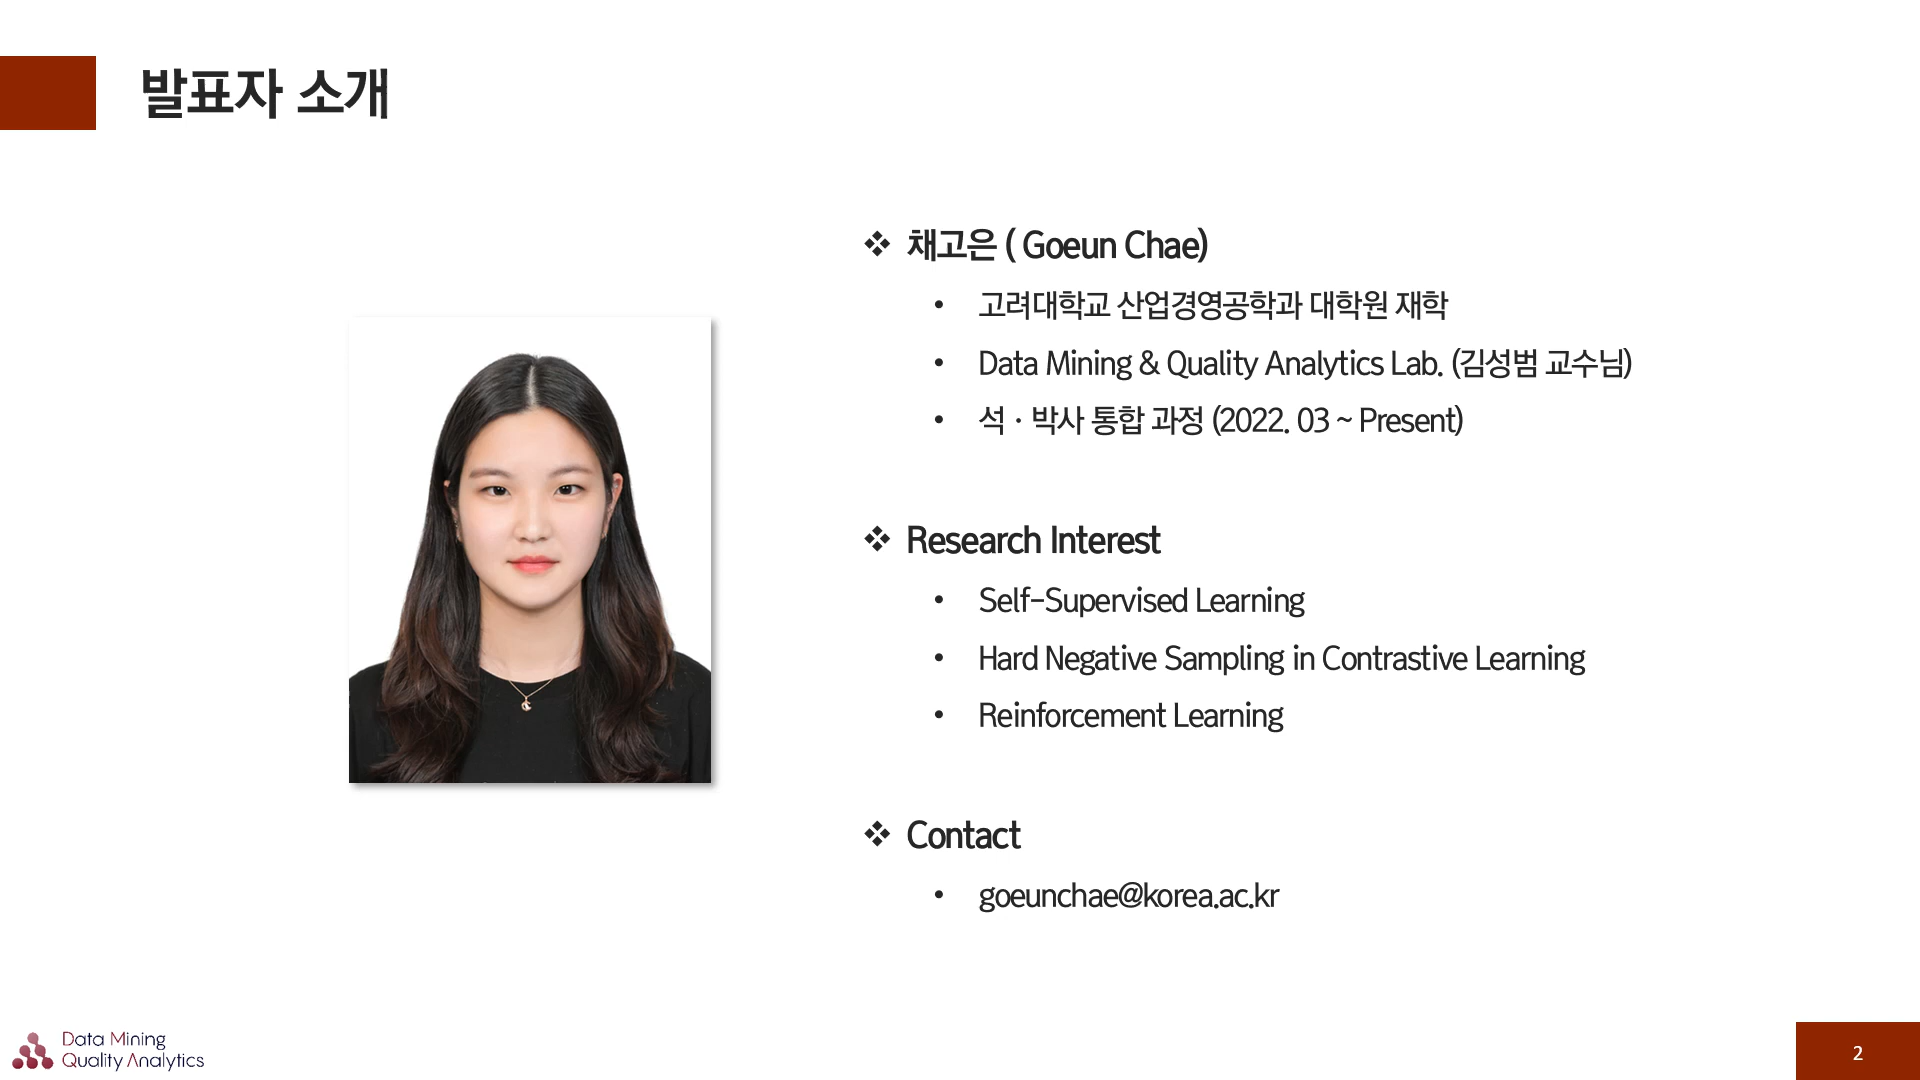 발표자 소개
❖ 채고은 ( Goeun Chae)
• 고려대학교 산업경영공학과 대학원 재학
• Data Mining & Quality Analytics Lab. (김성범 교수님)
• 석 · 박사 통합 과정 (2022. 03 ~ Present)
❖ Research Interest
• Self-Supervised Learning
• Hard Negative Sampling in Contrastive Learning
• Reinforcement Learning
❖ Contact
• goeunchae@korea.ac.kr
Data Mining
Quality Analytics
2